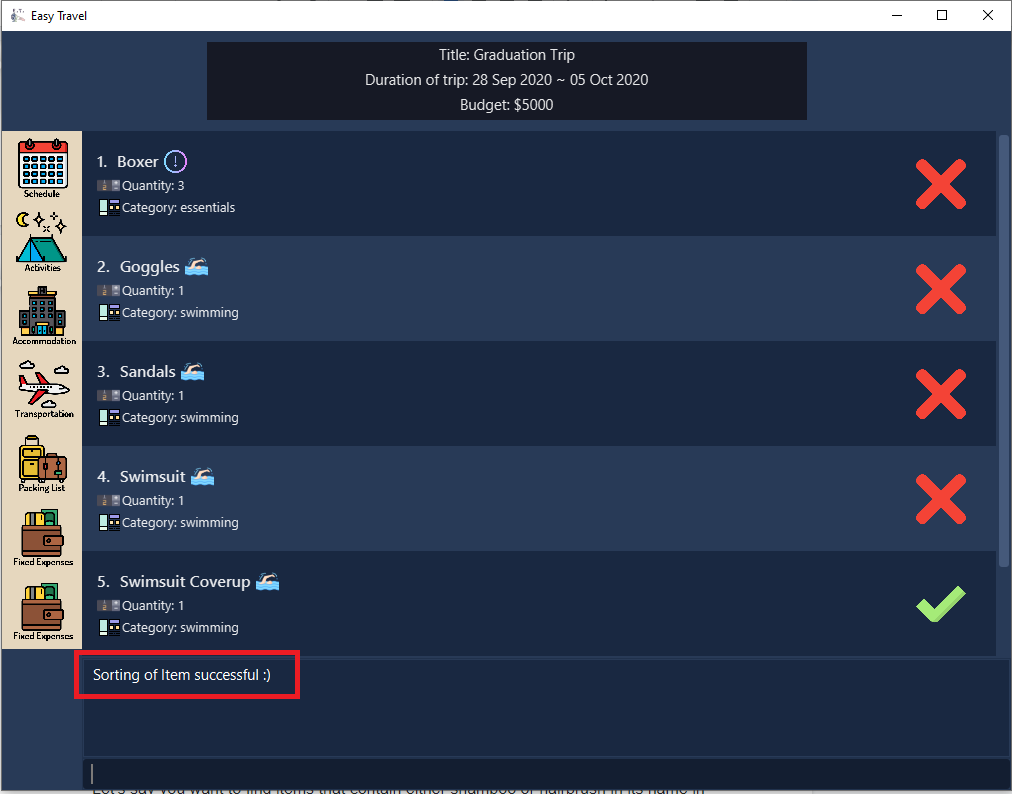 Easy Travel
Title: Graduation Trip
Duration of trip: 28 Sep 2020 ~ 05 Oct 2020
Budget: $5000
Schedule
Activities
Accommodation
Transportation
Packing List
Fixed Expenses
Fixed Expenses
1. Boxer
Quantity: 3
Category: essentials
2. Goggles
Quantity: 1
Category: swimming
3. Sandals
Quantity: 1
Category: swimming
4. Swimsuit
Quantity: 1
Category: swimming
5. Swimsuit Coverup
Quantity: 1
Category: swimming
Sorting of Item successful :)
Let's say you want to find items that contain either shampoo or hairbrush in its name in